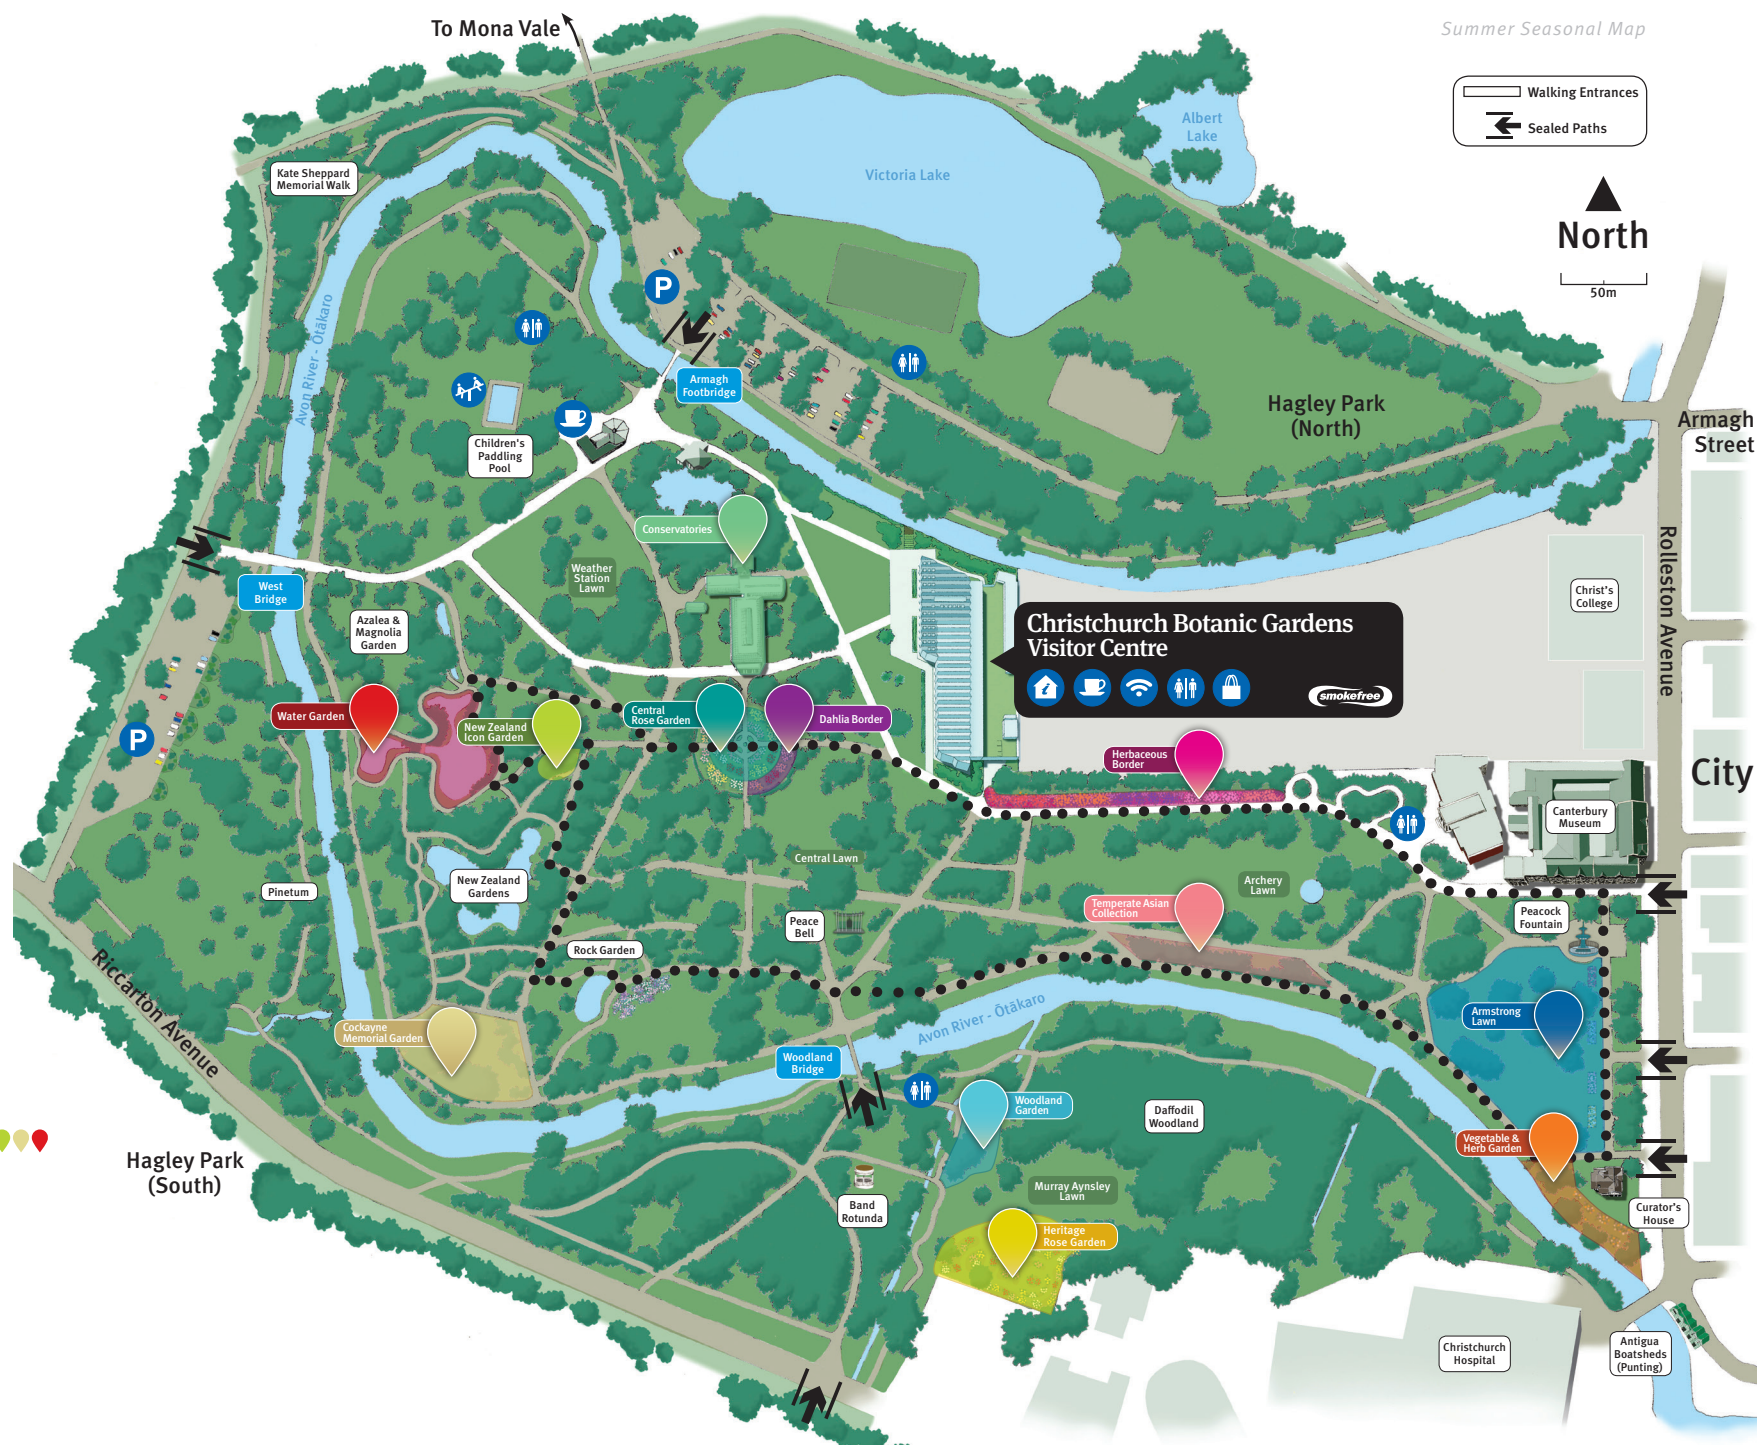 To Mona Vale
Summer Seasonal Map
Walking Entrances
Sealed Paths
North
50m
Albert
Lake
Victoria Lake
Kate Sheppard
Memorial Walk
Avon River - Ōtākaro
P
Armagh
Footbridge
Hagley Park
(North)
Armagh
Street
Children's
Paddling
Pool
Conservatories
Weather
Station
Lawn
West
Bridge
Azalea &
Magnolia
Garden
Christ's
College
Rolleston Avenue
Christchurch Botanic Gardens
Visitor Centre
i
smokefree
Water Garden
New Zealand
Icon Garden
Central
Rose Garden
Dahlia Border
P
Herbaceous
Border
City
Canterbury
Museum
Central Lawn
Archery
Lawn
Pinetum
New Zealand
Gardens
Temperate Asian
Collection
Peace
Bell
Peacock
Fountain
Rock Garden
Riccarton Avenue
Cockayne
Memorial Garden
Avon River - Ōtākaro
Armstrong
Lawn
Woodland
Bridge
Woodland
Garden
Daffodil
Woodland
Vegetable &
Herb Garden
Hagley Park
(South)
Murray Aynsley
Lawn
Band
Rotunda
Curator's
House
Heritage
Rose Garden
Christchurch
Hospital
Antigua
Boatsheds
(Punting)